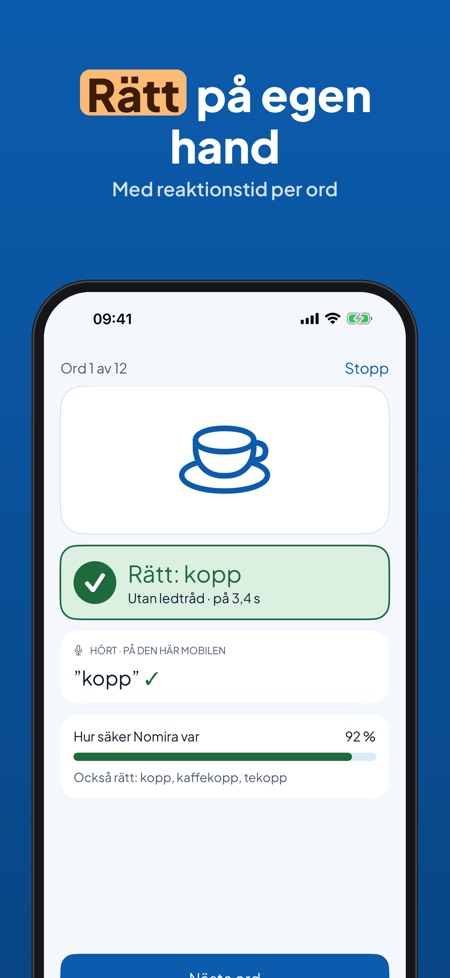 Rätt på egen
hand
Med reaktionstid per ord
09:41
Ord 1 av 12
Stopp
Rätt: kopp
Utan ledtråd · på 3,4 s
HÖRT · PÅ DEN HÄR MOBILEN
”kopp” ✓
Hur säker Nomira var
92 %
Också rätt: kopp, kaffekopp, tekopp
Nästa ord